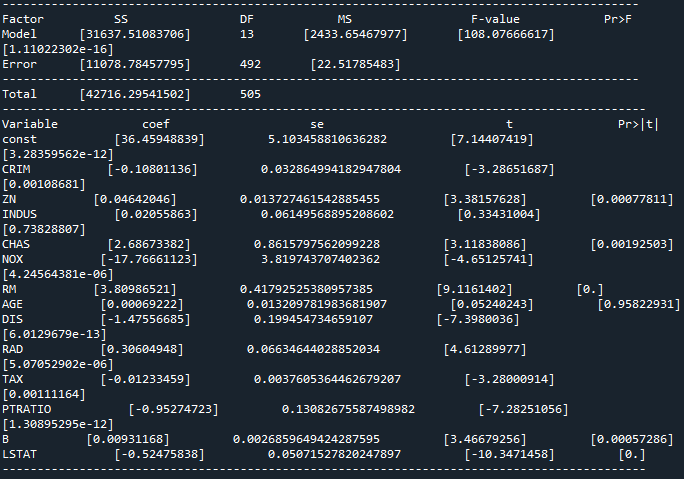 --------------------------------------------------------------------------------------
Factor SS DF MS F-value Pr>F
Model [31637.51083706] 13 [2433.65467977] [108.07666617]
[1.11022302e-16]
Error [11078.78457795] 492 [22.51785483]
--------------------------------------------------------------------------------------
Total [42716.29541502] 505
---------------------------------------------------------------------------------------
Variable coef se t Pr>|t|
const [36.45948839] 5.103458810636282 [7.14407419]
[3.28359562e-12]
CRIM [-0.10801136] 0.032864994182947804 [-3.28651687]
[0.00108681]
ZN [0.04642046] 0.013727461542885455 [3.38157628] [0.00077811]
INDUS [0.02055863] 0.06149568895208602 [0.33431004]
[0.73828807]
CHAS [2.68673382] 0.8615797562099228 [3.11838086] [0.00192503]
NOX [-17.76661123] 3.819743707402362 [-4.65125741]
[4.24564381e-06]
RM [3.80986521] 0.41792525380957385 [9.1161402] [0.]
AGE [0.00069222] 0.013209781983681907 [0.05240243] [0.95822931]
DIS [-1.47556685] 0.199454734659107 [-7.3980036]
[6.0129679e-13]
RAD [0.30604948] 0.06634644028852034 [4.61289977]
[5.07052902e-06]
TAX [-0.01233459] 0.0037605364462679207 [-3.28000914]
[0.00111164]
PTRATIO [-0.95274723] 0.13082675587498982 [-7.28251056]
[1.30895295e-12]
B [0.00931168] 0.0026859649424287595 [3.46679256] [0.00057286]
LSTAT [-0.52475838] 0.05071527820247897 [-10.3471458] [0.]
---------------------------------------------------------------------------------------